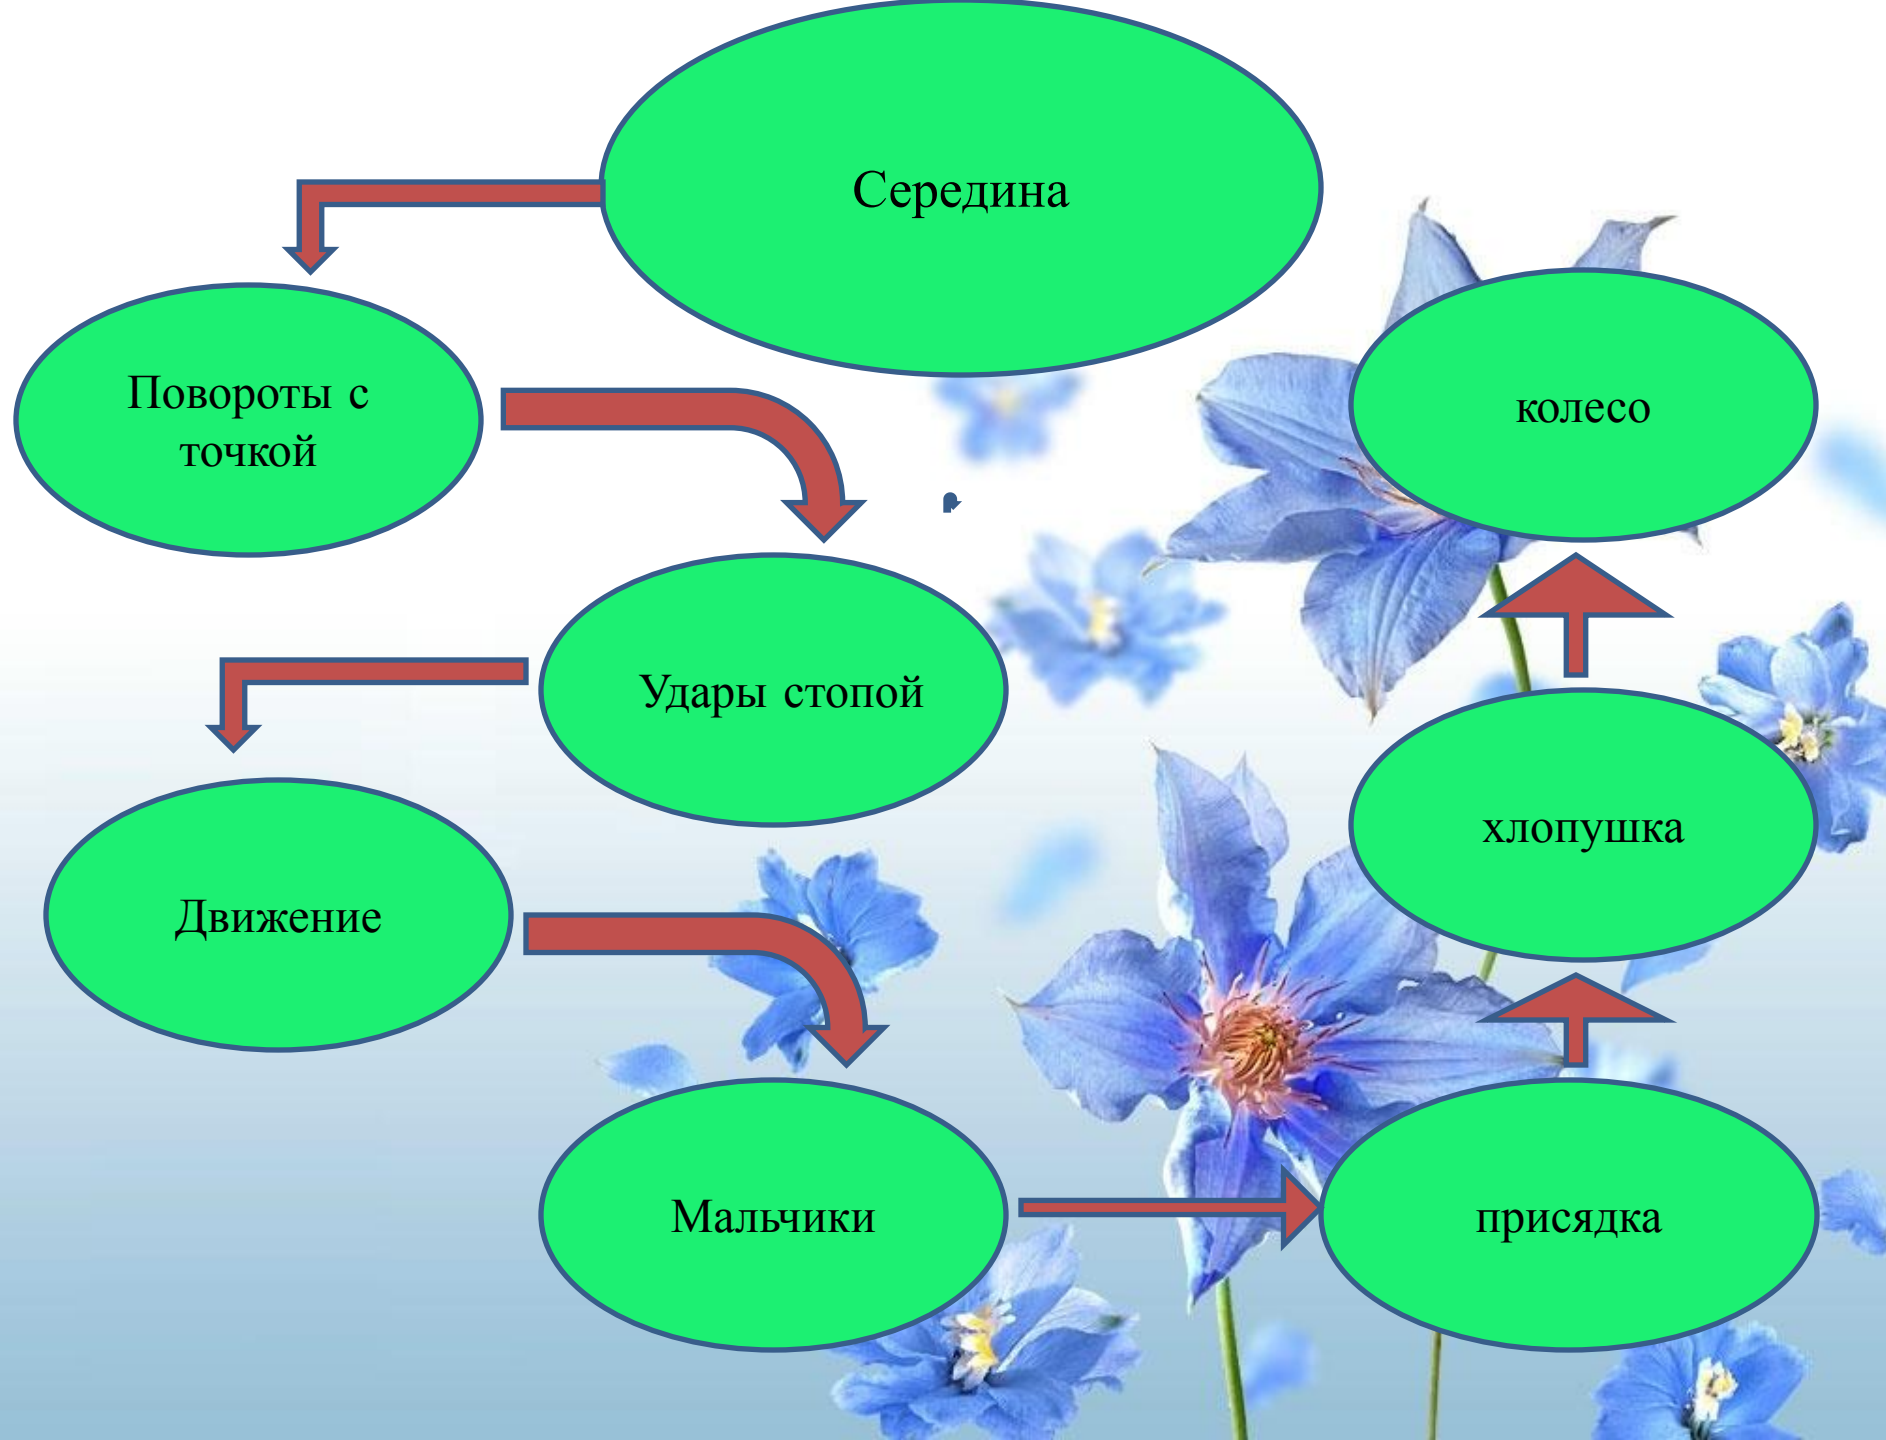 Середина
Повороты с
точкой
Удары стопой
Движение
Мальчики
присядка
хлопушка
колесо